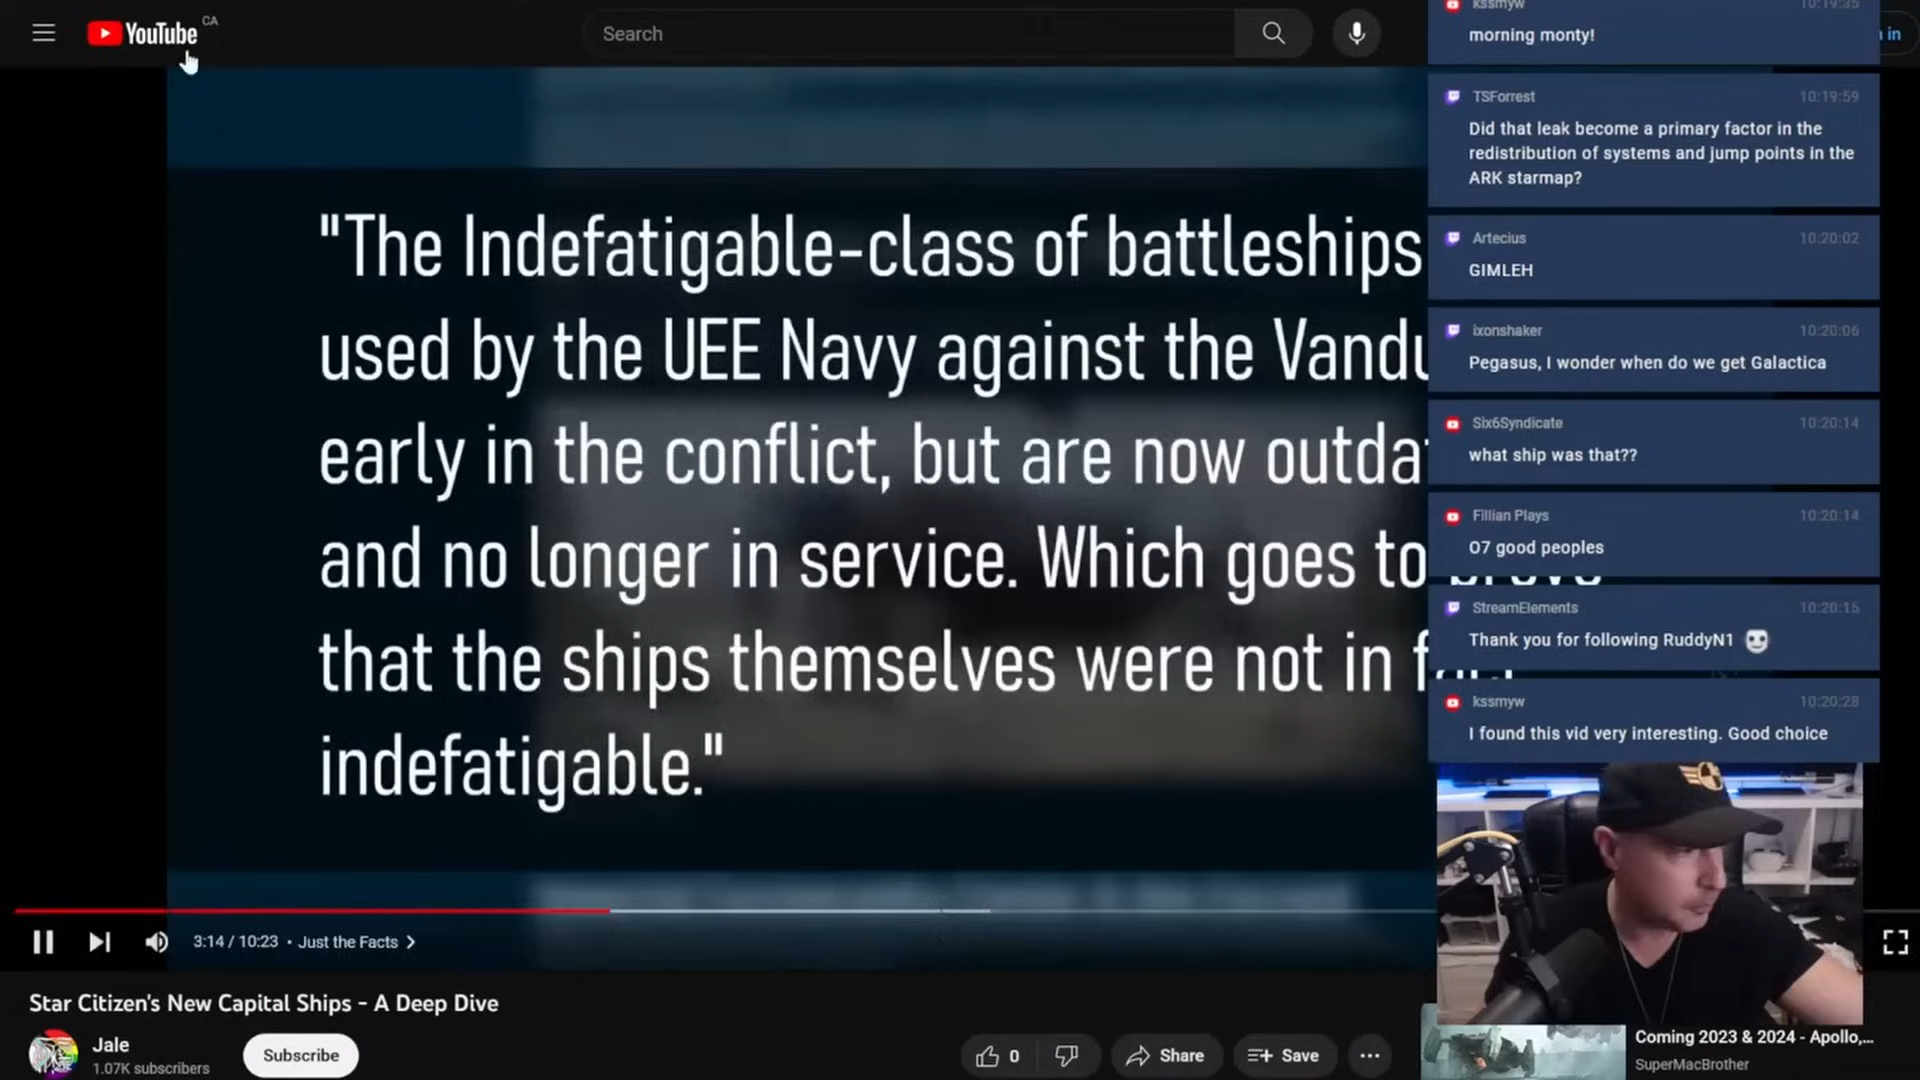 YouTube
CA
Search
in
kssmyw 10:19:35
morning monty!
TSForrest 10:19:59
Did that leak become a primary factor in the
redistribution of systems and jump points in the
ARK starmap?
Artecius 10:20:02
GIMLEH
ixonshaker 10:20:06
Pegasus, I wonder when do we get Galactica
Six6Syndicate 10:20:14
what ship was that??
Fillian Plays 10:20:14
O7 good peoples
StreamElements 10:20:15
Thank you for following RuddyN1
kssmyw 10:20:28
I found this vid very interesting. Good choice
"The Indefatigable-class of battleships
used by the UEE Navy against the
early in the conflict, but are now
and no longer in service. Which goes to
that the ships themselves were not in
indefatigable."
3:14 / 10:23 • Just the Facts
Star Citizen's New Capital Ships - A Deep Dive
Jale
1.07K subscribers
Subscribe
0
Share
Save
Coming 2023 & 2024 - Apollo,...
SuperMacBrother